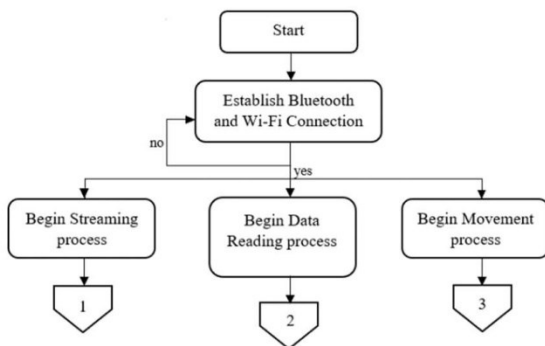 Start
Establish Bluetooth
and Wi-Fi Connection
no
yes
Begin Streaming
process
Begin Data
Reading process
Begin Movement
process
1
2
3